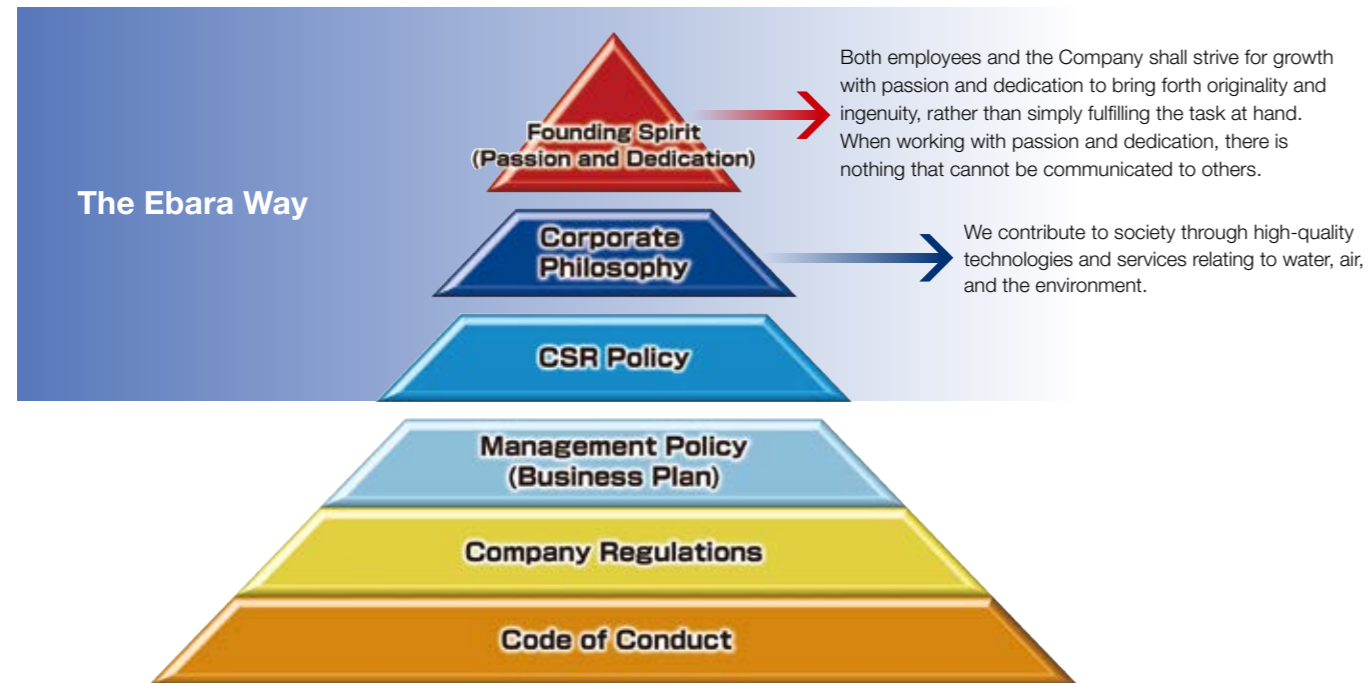 Both employees and the Company shall strive for growth
with passion and dedication to bring forth originality and
ingenuity, rather than simply fulfilling the task at hand.
When working with passion and dedication, there is
nothing that cannot be communicated to others.
Founding Spirit
(Passion and Dedication)
The Ebara Way
Corporate
Philosophy
We contribute to society through high-quality
technologies and services relating to water, air,
and the environment.
CSR Policy
Management Policy
(Business Plan)
Company Regulations
Code of Conduct